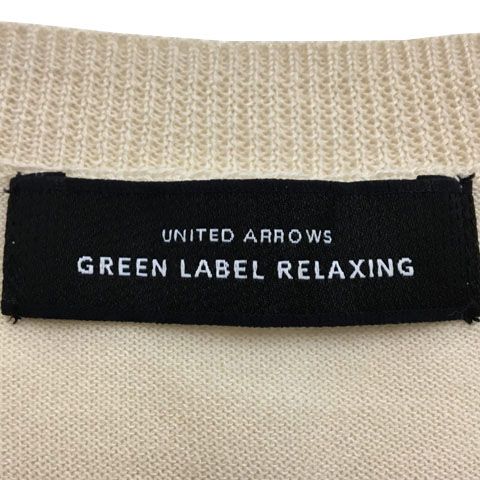 UNITED ARROWS
GREEN LABEL RELAXING